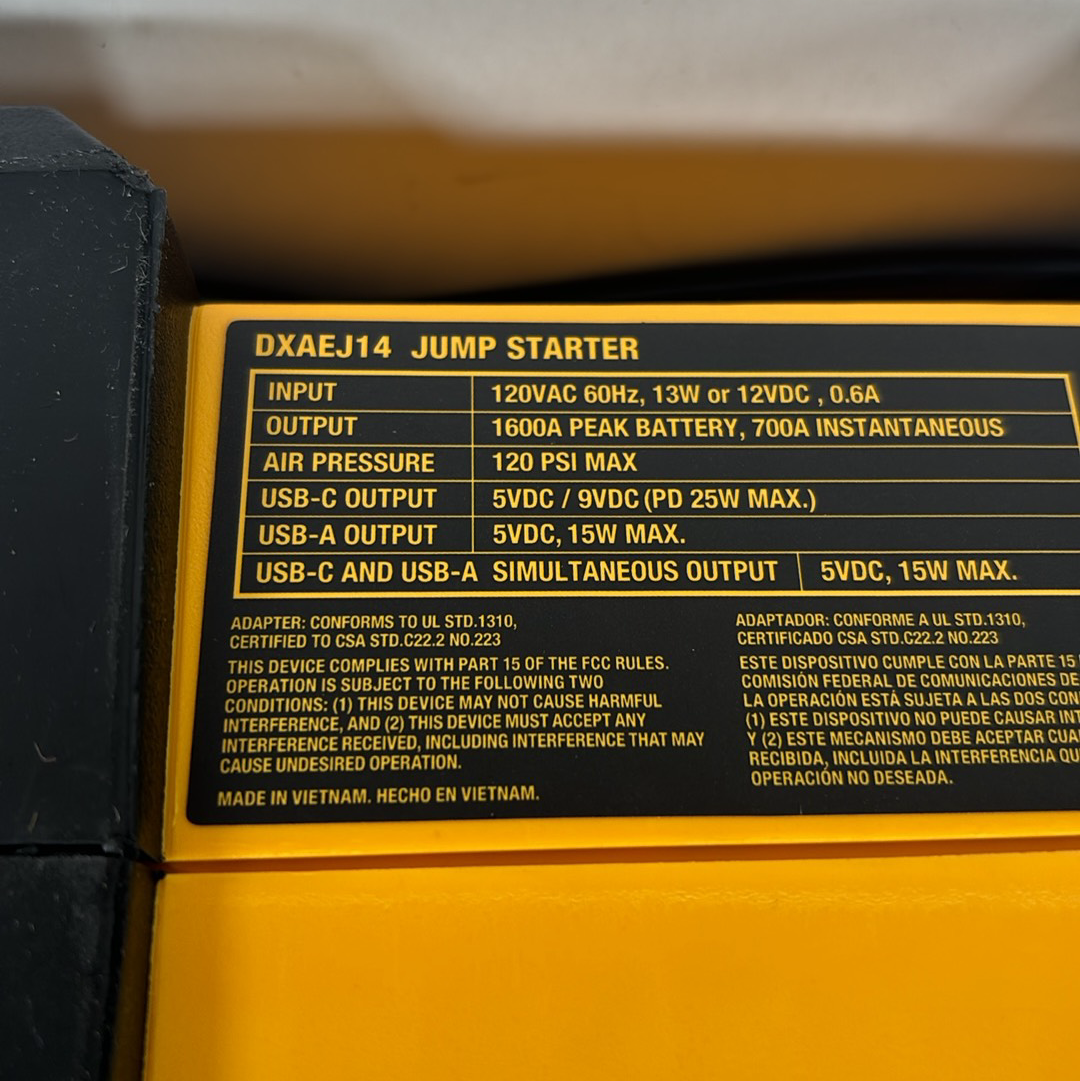 DXAEJ14 JUMP STARTER
INPUT 120VAC 60Hz, 13W or 12VDC , 0.6A
OUTPUT 1600A PEAK BATTERY, 700A INSTANTANEOUS
AIR PRESSURE 120 PSI MAX
USB-C OUTPUT 5VDC / 9VDC (PD 25W MAX.)
USB-A OUTPUT 5VDC, 15W MAX.
USB-C AND USB-A SIMULTANEOUS OUTPUT 5VDC, 15W MAX.
ADAPTER: CONFORMS TO UL STD.1310,
CERTIFIED TO CSA STD.C22.2 NO.223
THIS DEVICE COMPLIES WITH PART 15 OF THE FCC RULES.
OPERATION IS SUBJECT TO THE FOLLOWING TWO
CONDITIONS: (1) THIS DEVICE MAY NOT CAUSE HARMFUL
INTERFERENCE, AND (2) THIS DEVICE MUST ACCEPT ANY
INTERFERENCE RECEIVED, INCLUDING INTERFERENCE THAT MAY
CAUSE UNDESIRED OPERATION.
MADE IN VIETNAM. HECHO EN VIETNAM.
ADAPTADOR: CONFORME A UL STD.1310,
CERTIFICADO CSA STD.C22.2 NO.223
ESTE DISPOSITIVO CUMPLE CON LA PARTE 15
COMISIÓN FEDERAL DE COMUNICACIONES DE
LA OPERACIÓN ESTÁ SUJETA A LAS DOS
(1) ESTE DISPOSITIVO NO PUEDE CAUSAR
Y (2) ESTE MECANISMO DEBE ACEPTAR
RECIBIDA, INCLUIDA LA INTERFERENCIA
OPERACIÓN NO DESEADA.